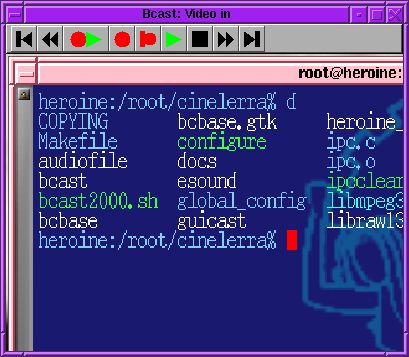 Bcast: Video in
root@heroine:
heroine:/root/cinelerra% d
COPYING bcbase.gtk heroine_
Makefile configure ipc.c
audiofile docs ipc.o
bcast esound ipcclear
bcast2000.sh global_config libmpeg3
bcbase guicast libraw13
heroine:/root/cinelerra%